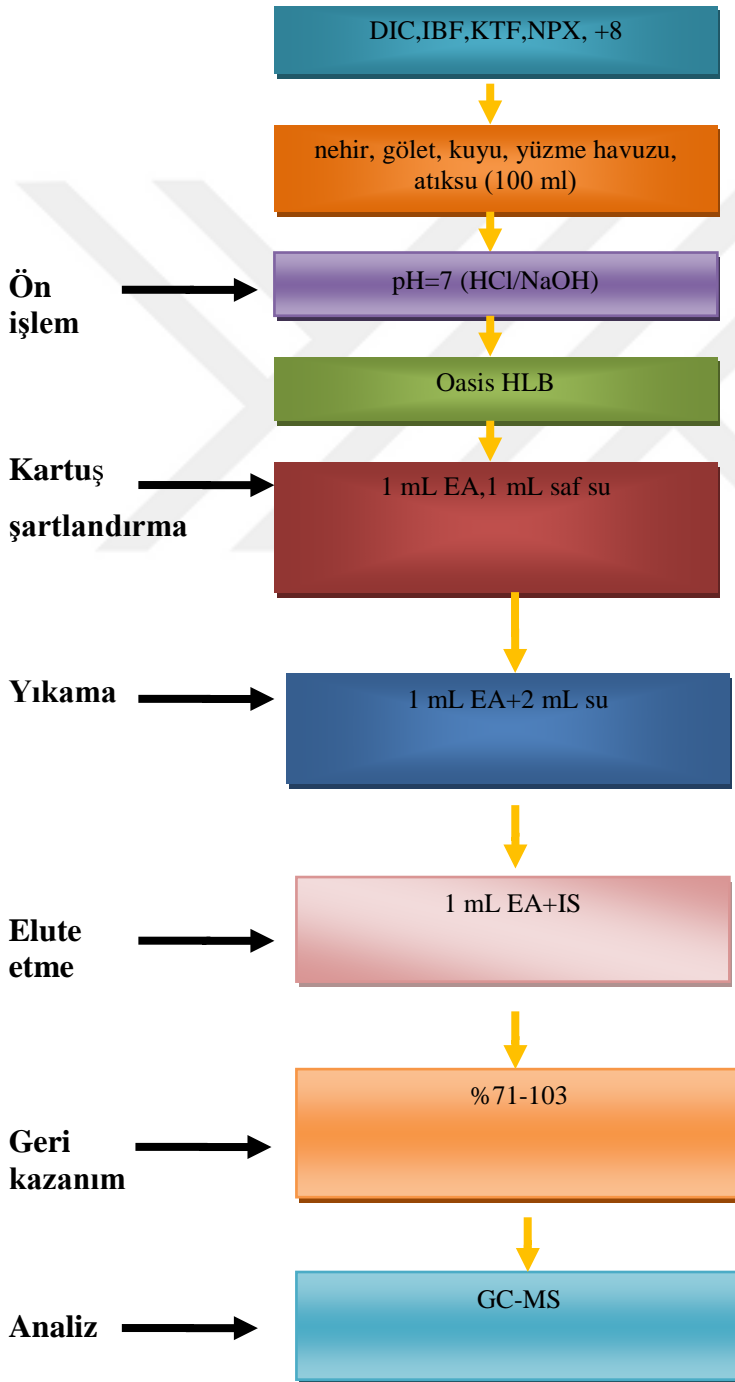 DIC,IBF,KTF,NPX, +8
nehir, gölet, kuyu, yüzme havuzu,
atıksu (100 ml)
Ön
işlem
pH=7 (HCl/NaOH)
Oasis HLB
Kartuş
şartlandırma
1 mL EA,1 mL saf su
Yıkama
1 mL EA+2 mL su
Elute
etme
1 mL EA+IS
Geri
kazanım
%71-103
Analiz
GC-MS